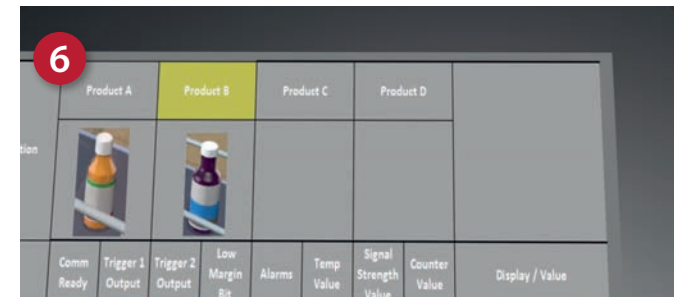 6
Product A Product B Product C Product D
tion
Comm Ready
Trigger 1 Output
Trigger 2 Output
Low Margin Bit
Alarms
Temp Value
Signal Strength Value
Counter Value
Display / Value